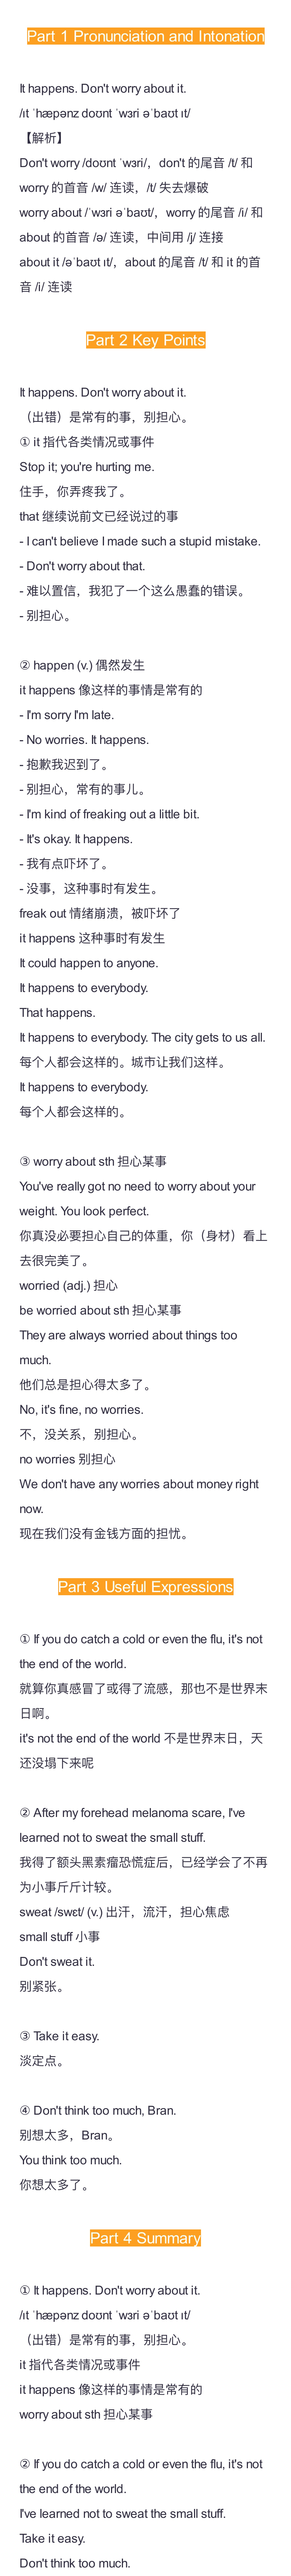 Part 1 Pronunciation and Intonation
It happens. Don't worry about it.
/ɪt ˈhæpənz doʊnt ˈwɜri əˈbaʊt ɪt/
【解析】
Don't worry /doʊnt ˈwɜri/，don't 的尾音 /t/ 和
worry 的首音 /w/ 连读，/t/ 失去爆破
worry about /ˈwɜri əˈbaʊt/，worry 的尾音 /i/ 和
about 的首音 /ə/ 连读，中间用 /j/ 连接
about it /əˈbaʊt ɪt/，about 的尾音 /t/ 和 it 的首
音 /i/ 连读
Part 2 Key Points
It happens. Don't worry about it.
（出错）是常有的事，别担心。
① it 指代各类情况或事件
Stop it; you're hurting me.
住手，你弄疼我了。
that 继续说前文已经说过的事
- I can't believe I made such a stupid mistake.
- Don't worry about that.
- 难以置信，我犯了一个这么愚蠢的错误。
- 别担心。
② happen (v.) 偶然发生
it happens 像这样的事情是常有的
- I'm sorry I'm late.
- No worries. It happens.
- 抱歉我迟到了。
- 别担心，常有的事儿。
- I'm kind of freaking out a little bit.
- It's okay. It happens.
- 我有点吓坏了。
- 没事，这种事时有发生。
freak out 情绪崩溃，被吓坏了
it happens 这种事时有发生
It could happen to anyone.
It happens to everybody.
That happens.
It happens to everybody. The city gets to us all.
每个人都会这样的。城市让我们这样。
It happens to everybody.
每个人都会这样的。
③ worry about sth 担心某事
You've really got no need to worry about your
weight. You look perfect.
你真没必要担心自己的体重，你（身材）看上
去很完美了。
worried (adj.) 担心
be worried about sth 担心某事
They are always worried about things too
much.
他们总是担心得太多了。
No, it's fine, no worries.
不，没关系，别担心。
no worries 别担心
We don't have any worries about money right
now.
现在我们没有金钱方面的担忧。
Part 3 Useful Expressions
① If you do catch a cold or even the flu, it's not
the end of the world.
就算你真感冒了或得了流感，那也不是世界末
日啊。
it's not the end of the world 不是世界末日，天
还没塌下来呢
② After my forehead melanoma scare, I've
learned not to sweat the small stuff.
我得了额头黑素瘤恐慌症后，已经学会了不再
为小事斤斤计较。
sweat /swɛt/ (v.) 出汗，流汗，担心焦虑
small stuff 小事
Don't sweat it.
别紧张。
③ Take it easy.
淡定点。
④ Don't think too much, Bran.
别想太多，Bran。
You think too much.
你想太多了。
Part 4 Summary
① It happens. Don't worry about it.
/ɪt ˈhæpənz doʊnt ˈwɜri əˈbaʊt ɪt/
（出错）是常有的事，别担心。
it 指代各类情况或事件
it happens 像这样的事情是常有的
worry about sth 担心某事
② If you do catch a cold or even the flu, it's not
the end of the world.
I've learned not to sweat the small stuff.
Take it easy.
Don't think too much.